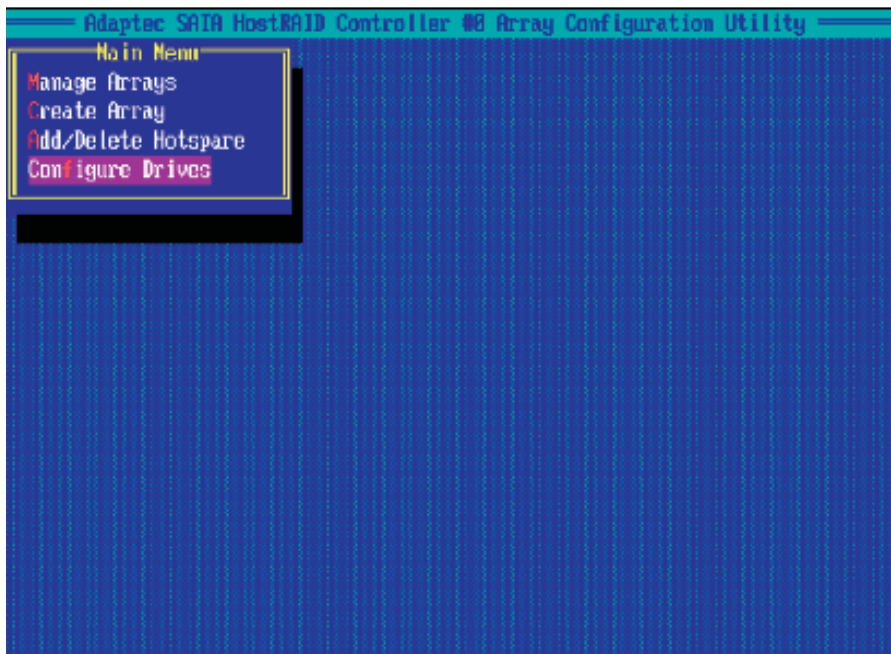 Adaptec SATA HostRAID Controller #0 Array Configuration Utility
Main Menu
Manage Arrays
Create Array
Add/Delete Hotspare
Configure Drives